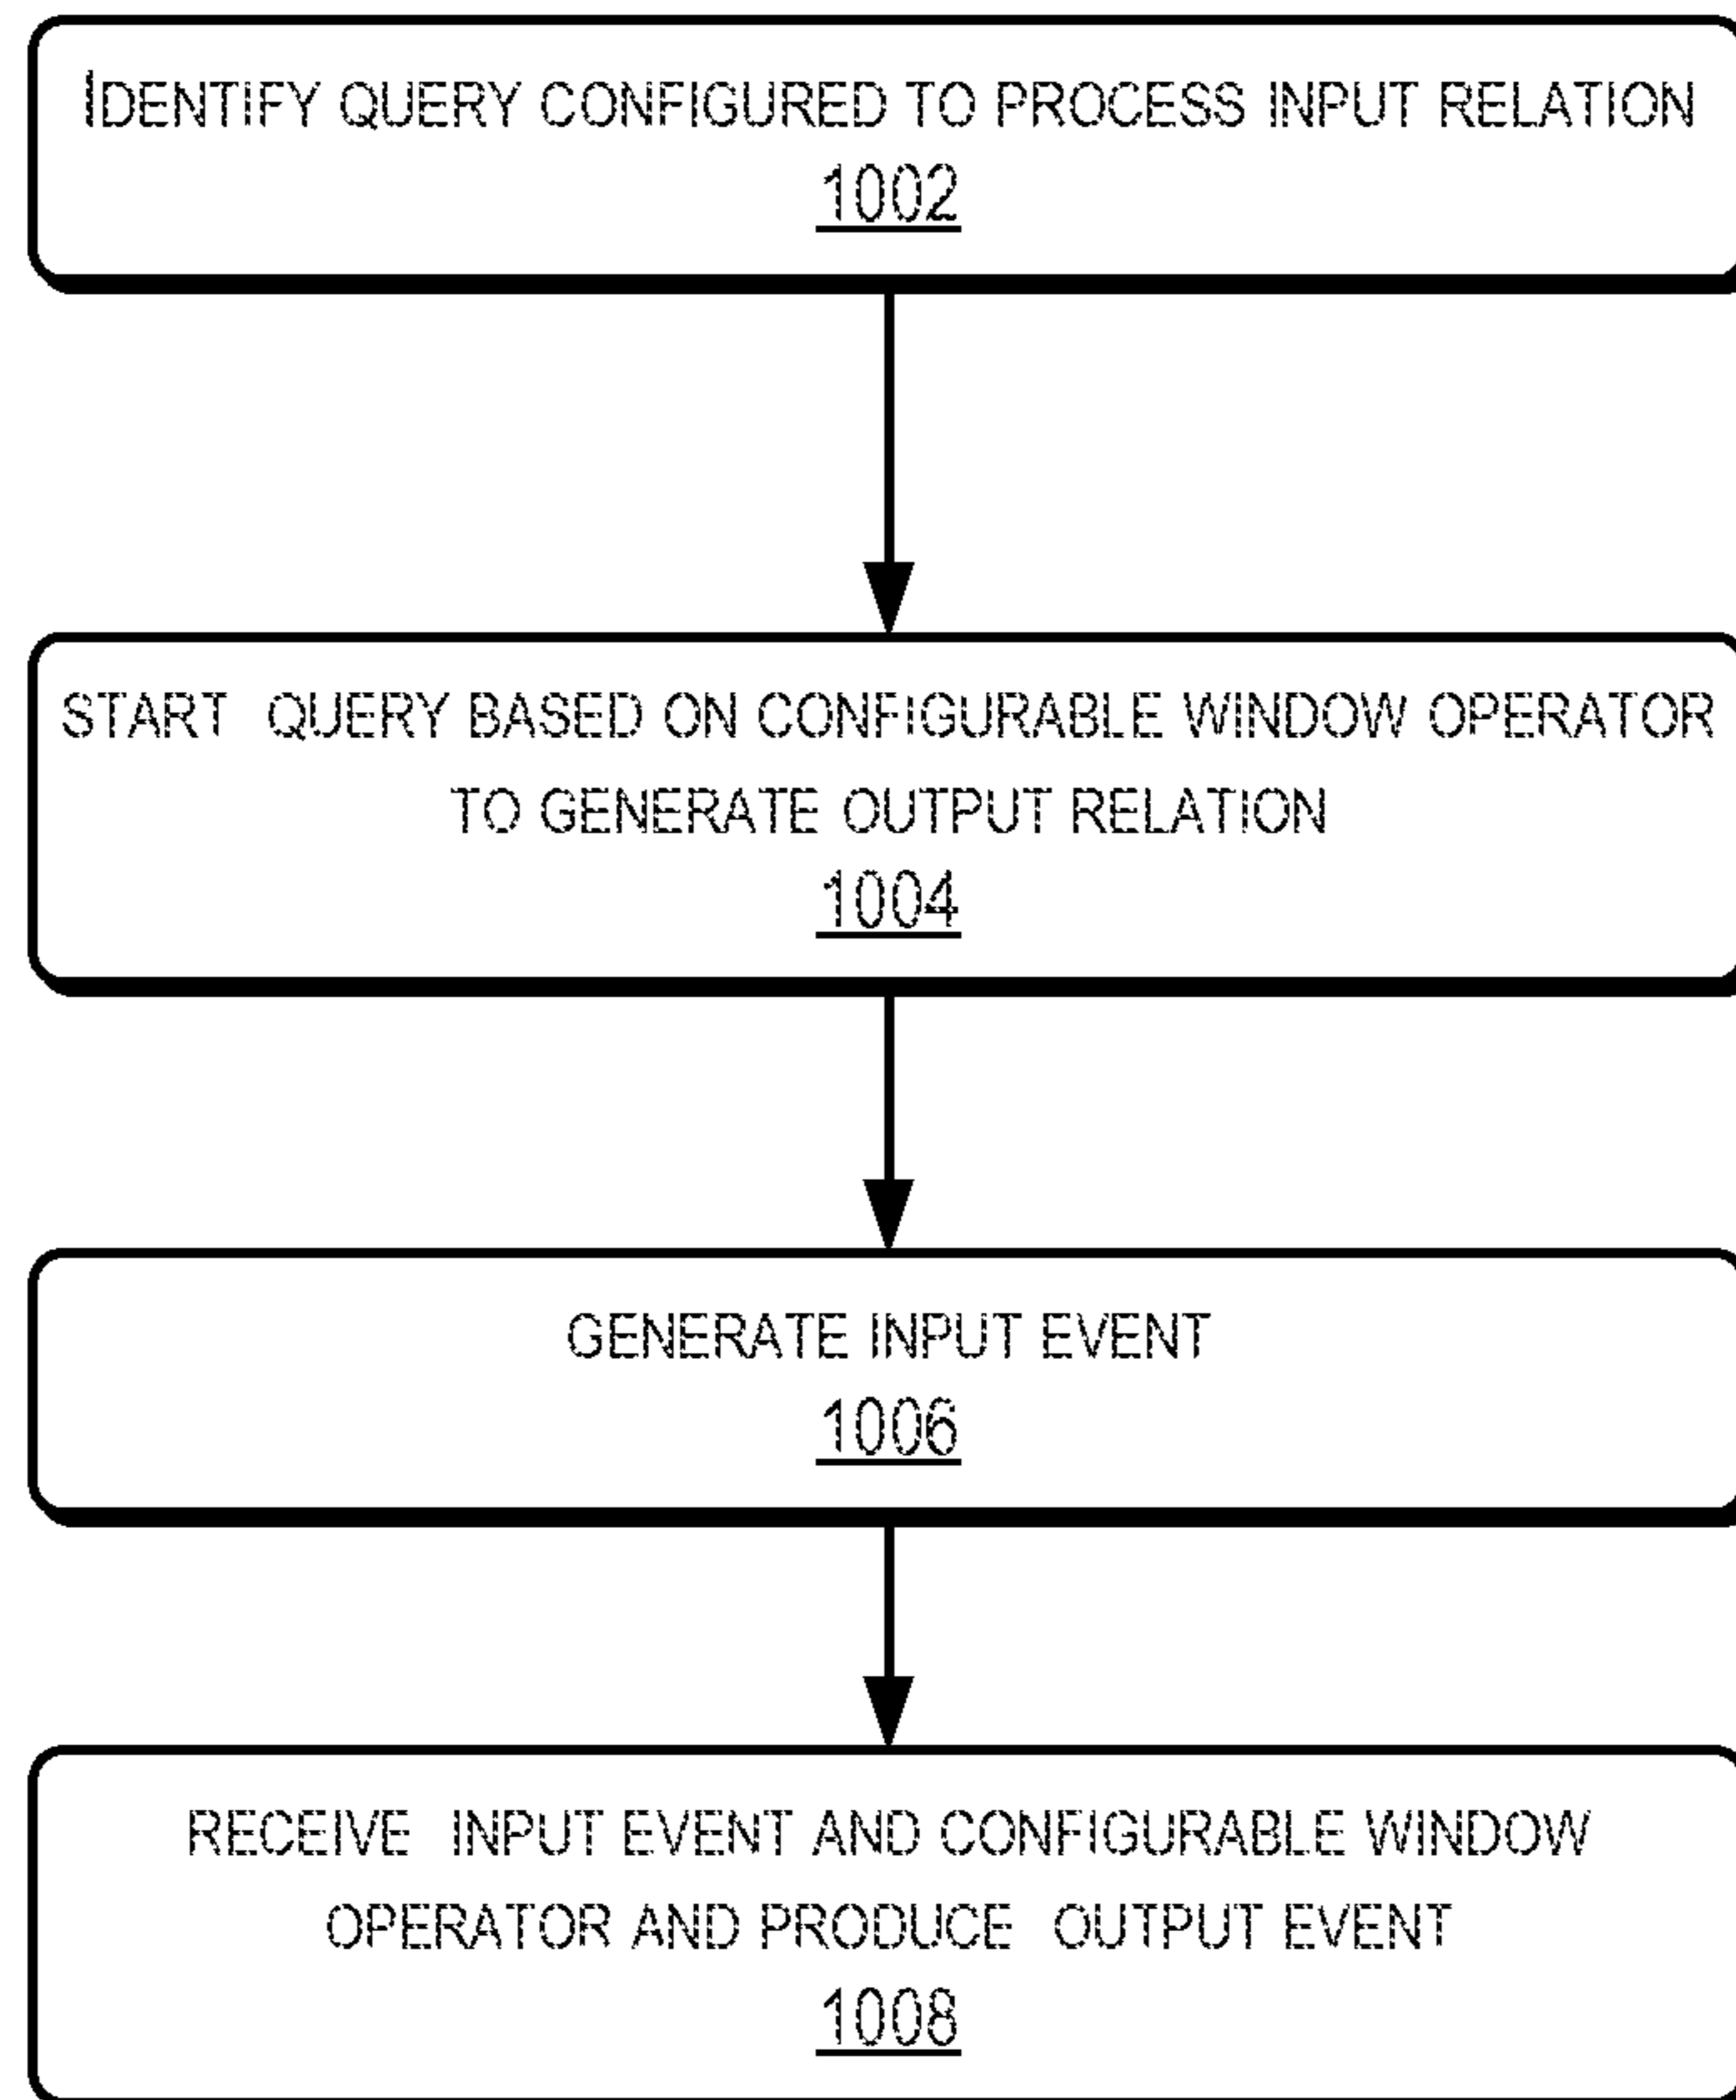 IDENTIFY QUERY CONFIGURED TO PROCESS INPUT RELATION
1002
START QUERY BASED ON CONFIGURABLE WINDOW OPERATOR
TO GENERATE OUTPUT RELATION
1004
GENERATE INPUT EVENT
1006
RECEIVE INPUT EVENT AND CONFIGURABLE WINDOW
OPERATOR AND PRODUCE OUTPUT EVENT
1008